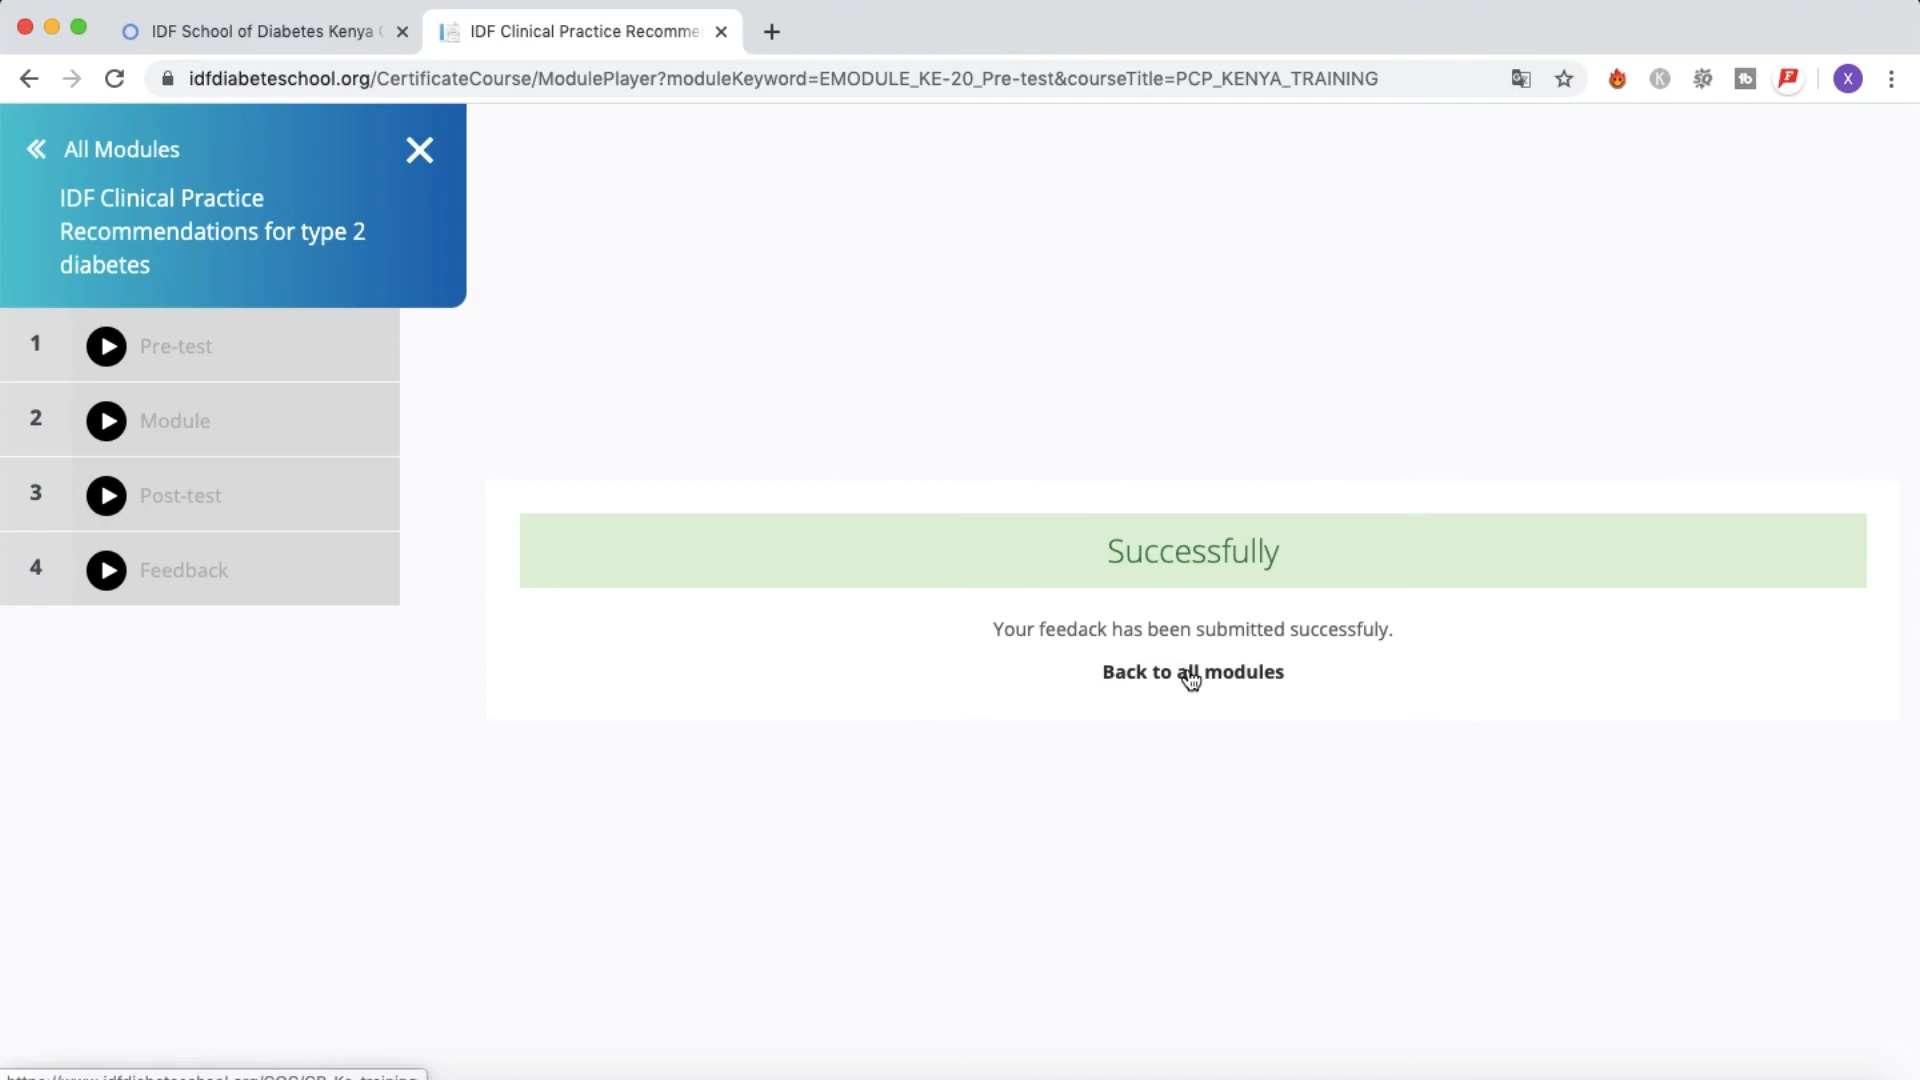 IDF School of Diabetes Kenya
IDF Clinical Practice Recomme
idfdiabeteschool.org/CertificateCourse/ModulePlayer?moduleKeyword=EMODULE_KE-20_Pre-test&courseTitle=PCP_KENYA_TRAINING
K
tb
F
X
All Modules
IDF Clinical Practice
Recommendations for type 2
diabetes
1 Pre-test
2 Module
3 Post-test
4 Feedback
Successfully
Your feedack has been submitted successfuly.
Back to all modules